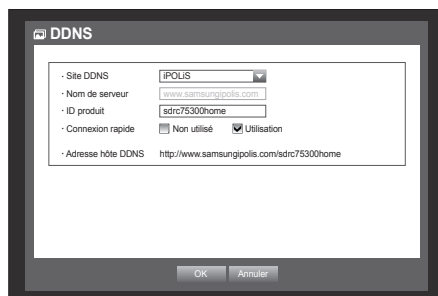 DDNS
· Site DDNS iPOLiS
· Nom de serveur www.samsungipolis.com
· ID produit sdrc75300home
· Connexion rapide Non utilisé Utilisation
· Adresse hôte DDNS http://www.samsungipolis.com/sdrc75300home
OK Annuler